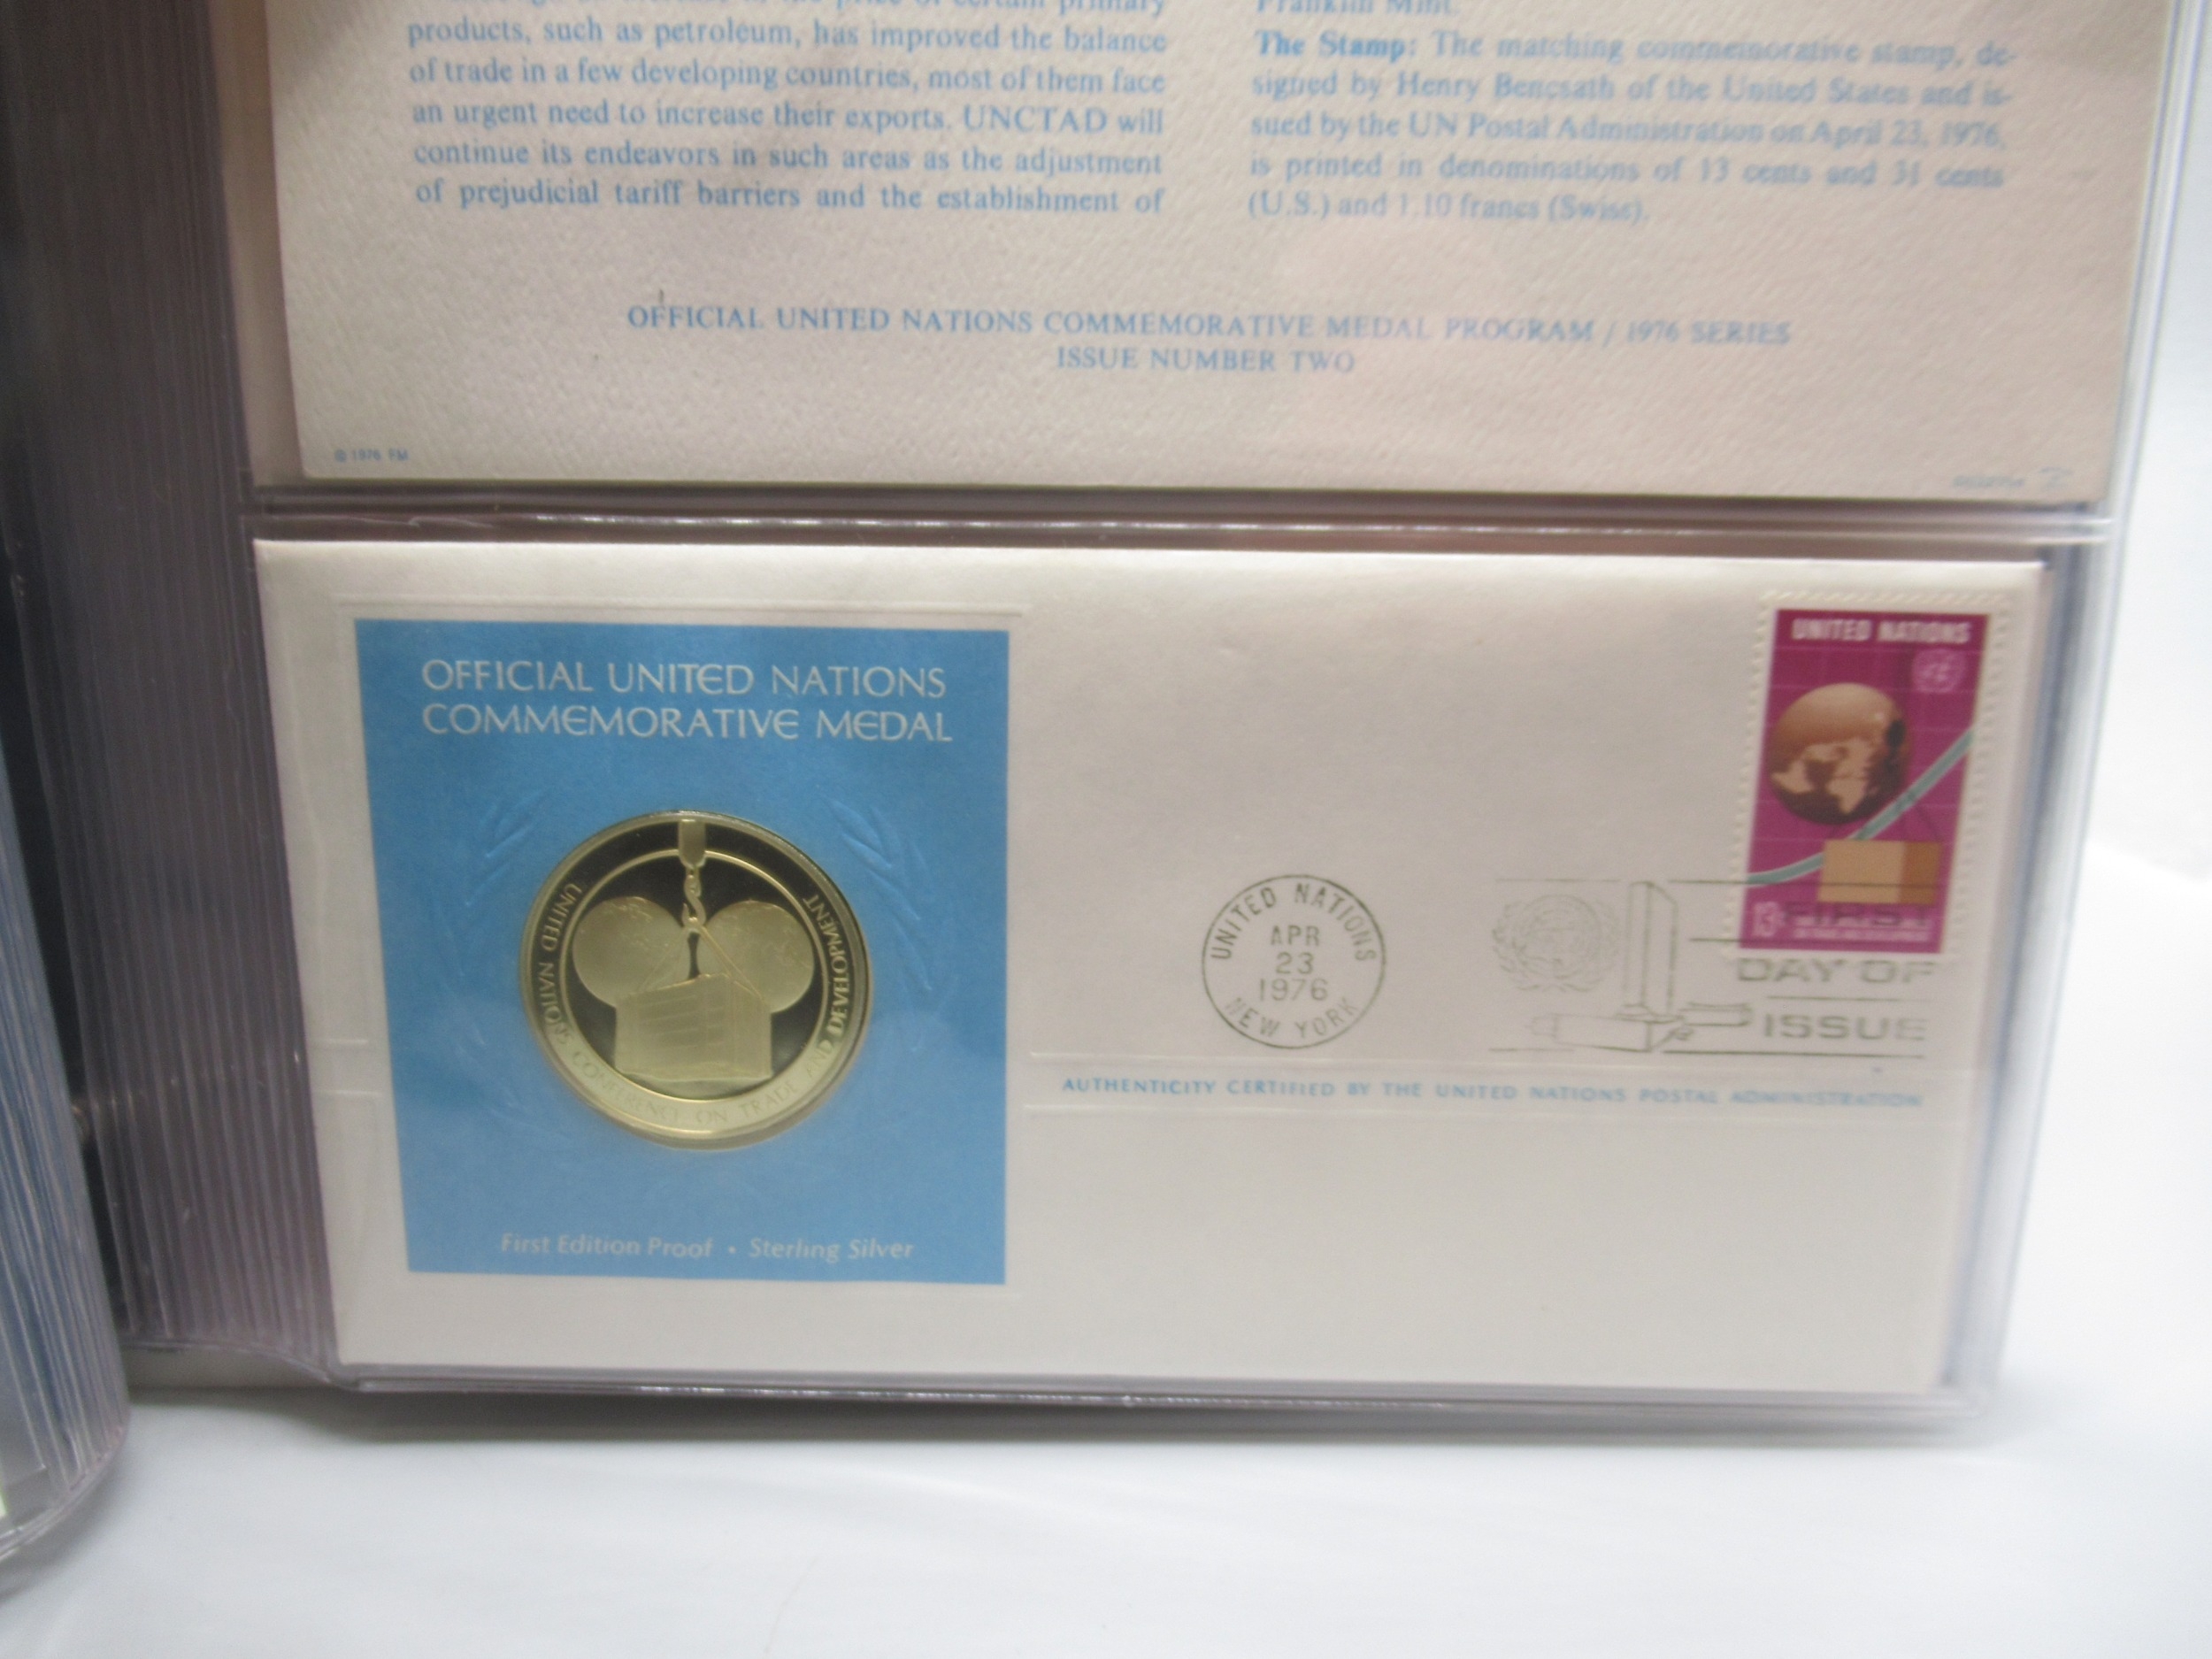 products, such as petroleum, has improved the balance
of trade in a few developing countries, most of them face
an urgent need to increase their exports. UNCTAD will
continue its endeavors in such areas as the adjustment
of prejudicial tariff barriers and the establishment of
Franklin Mint.
The Stamp: The matching commemorative stamp, de-
signed by Henry Bencsath of the United States and is-
sued by the UN Postal Administration on April 23, 1976,
is printed in denominations of 13 cents and 31 cents
(U.S.) and 1.10 francs (Swiss).
OFFICIAL UNITED NATIONS COMMEMORATIVE MEDAL PROGRAM / 1976 SERIES
ISSUE NUMBER TWO
© 1976 FM
OFFICIAL UNITED NATIONS
COMMEMORATIVE MEDAL
UNITED NATIONS CONFERENCE ON TRADE AND DEVELOPMENT
First Edition Proof • Sterling Silver
UNITED NATIONS
APR
23
1976
NEW YORK
UNITED NATIONS
13c
DAY OF
ISSUE
AUTHENTICITY CERTIFIED BY THE UNITED NATIONS POSTAL ADMINISTRATION